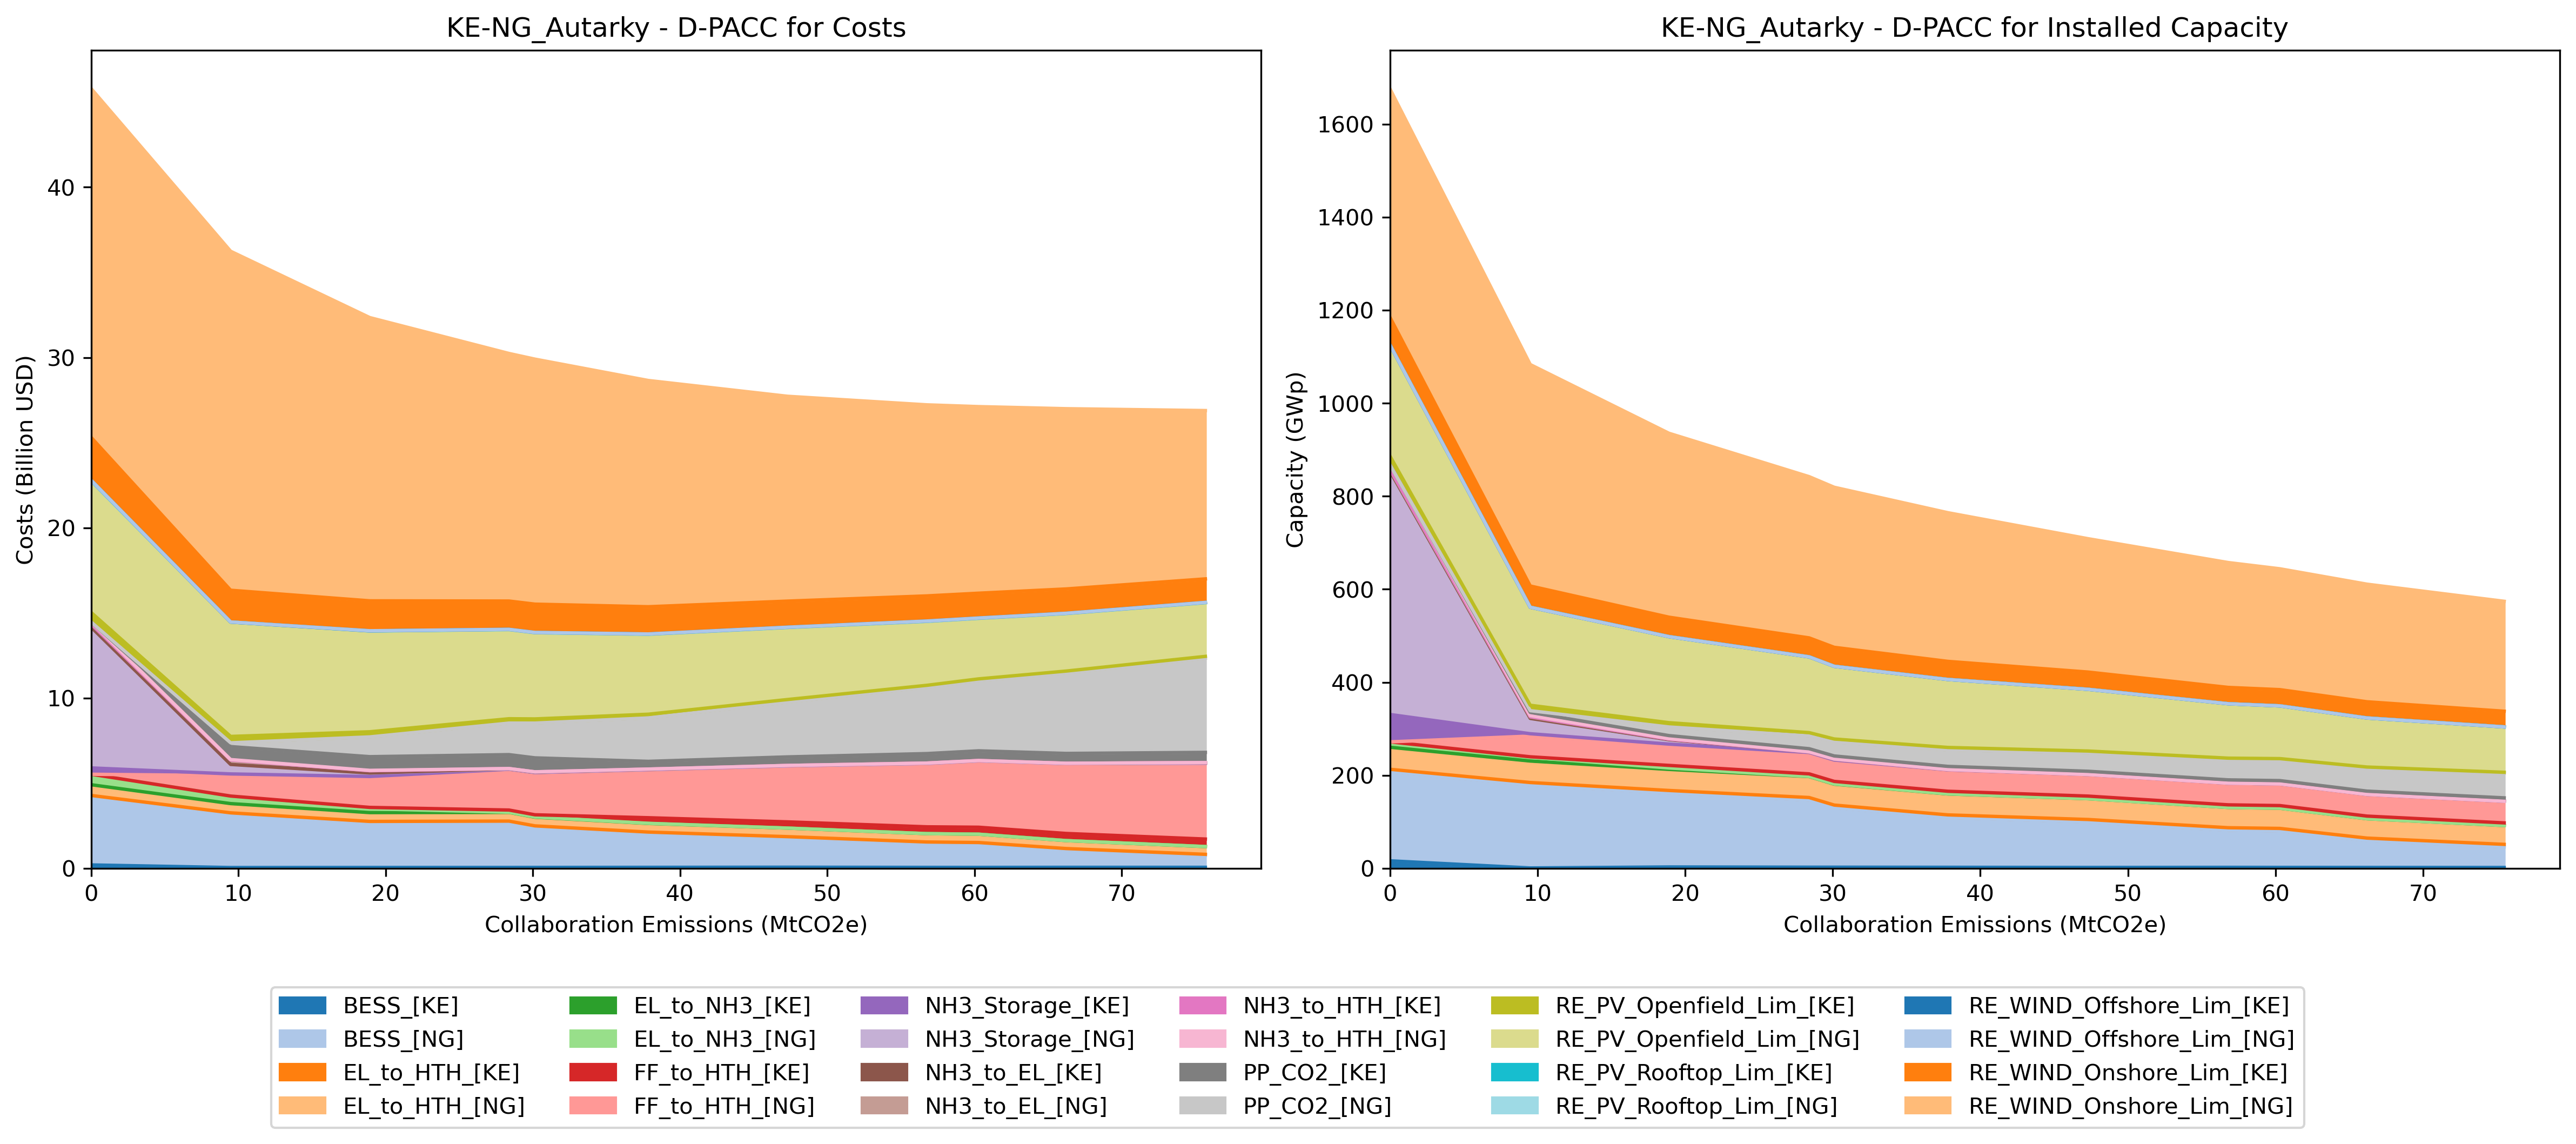 KE-NG_Autarky - D-PACC for Costs
KE-NG_Autarky - D-PACC for Installed Capacity
Costs (Billion USD)
40
30
20
10
0
0 10 20 30 40 50 60 70
Collaboration Emissions (MtCO2e)
Capacity (GWp)
1600
1400
1200
1000
800
600
400
200
0
0 10 20 30 40 50 60 70
Collaboration Emissions (MtCO2e)
BESS_[KE]
BESS_[NG]
EL_to_HTH_[KE]
EL_to_HTH_[NG]
EL_to_NH3_[KE]
EL_to_NH3_[NG]
FF_to_HTH_[KE]
FF_to_HTH_[NG]
NH3_Storage_[KE]
NH3_Storage_[NG]
NH3_to_EL_[KE]
NH3_to_EL_[NG]
NH3_to_HTH_[KE]
NH3_to_HTH_[NG]
PP_CO2_[KE]
PP_CO2_[NG]
RE_PV_Openfield_Lim_[KE]
RE_PV_Openfield_Lim_[NG]
RE_PV_Rooftop_Lim_[KE]
RE_PV_Rooftop_Lim_[NG]
RE_WIND_Offshore_Lim_[KE]
RE_WIND_Offshore_Lim_[NG]
RE_WIND_Onshore_Lim_[KE]
RE_WIND_Onshore_Lim_[NG]